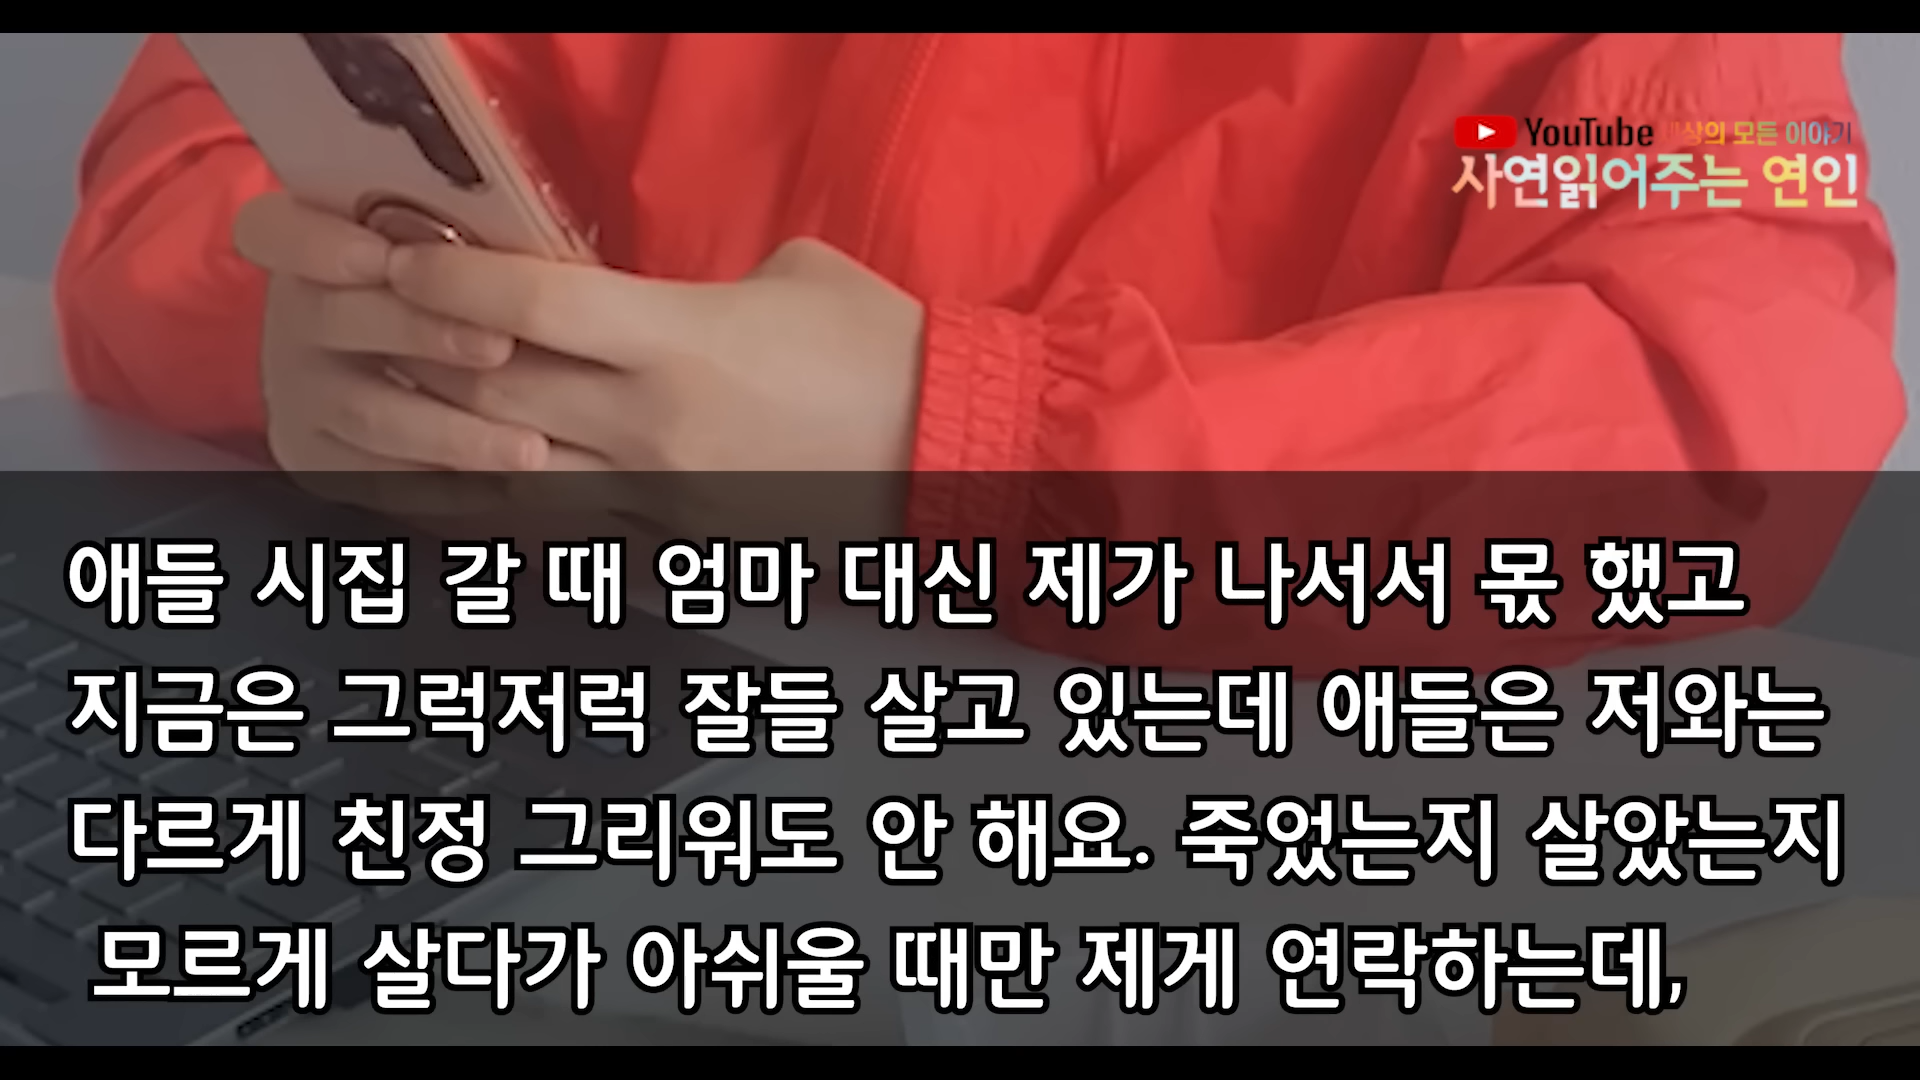 YouTube 세상의 모든 이야기
사연읽어주는 연인
애들 시집 갈 때 엄마 대신 제가 나서서 몫 했고
지금은 그럭저럭 잘들 살고 있는데 애들은 저와는
다르게 친정 그리워도 안 해요. 죽었는지 살았는지
모르게 살다가 아쉬울 때만 제게 연락하는데,